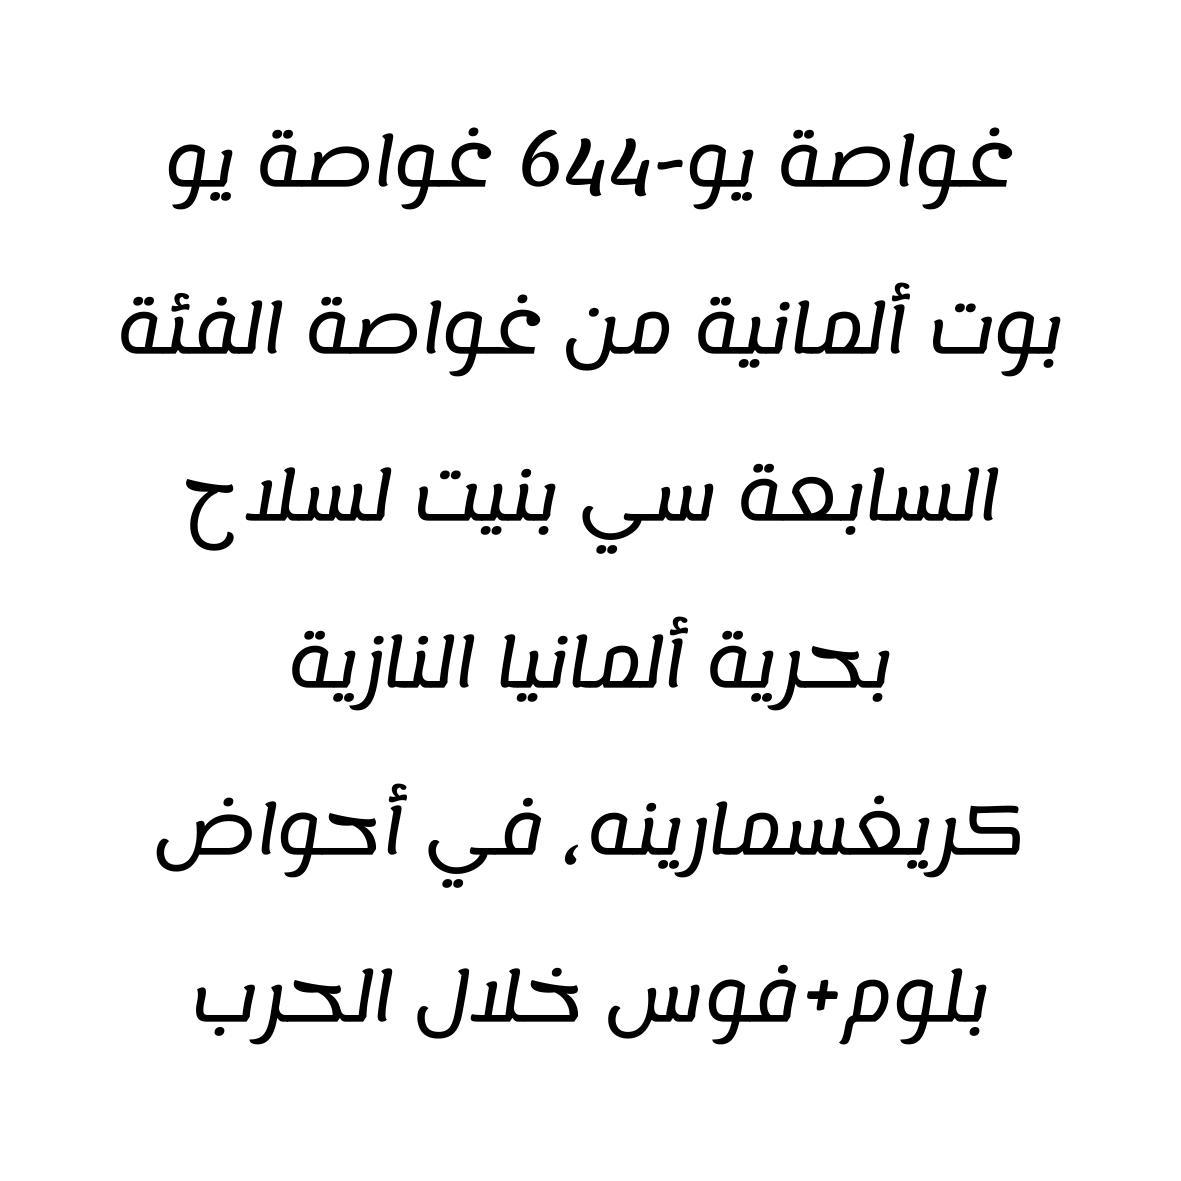 غواصة يو-644 غواصة يو
بوت ألمانية من غواصة الفئة
السابعة سي بنيت لسلاح
بحرية ألمانيا النازية
كريغسمارينه، في أحواض
بلوم+فوس خلال الحرب